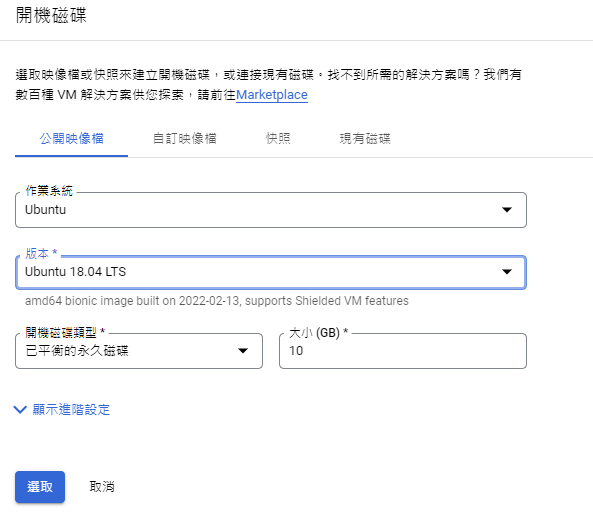 開機磁碟
選取映像檔或快照來建立開機磁碟，或連接現有磁碟。找不到所需的解決方案嗎？我們有
數百種 VM 解決方案供您探索，請前往Marketplace
公開映像檔 自訂映像檔 快照 現有磁碟
作業系統
Ubuntu
版本 *
Ubuntu 18.04 LTS
amd64 bionic image built on 2022-02-13, supports Shielded VM features
開機磁碟類型 * 大小 (GB) *
已平衡的永久磁碟 10
顯示進階設定
選取 取消